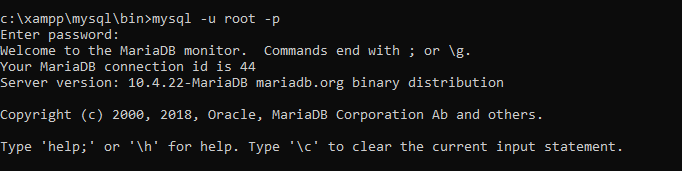 c:\xampp\mysql\bin>mysql -u root -p
Enter password:
Welcome to the MariaDB monitor.  Commands end with ; or \g.
Your MariaDB connection id is 44
Server version: 10.4.22-MariaDB mariadb.org binary distribution
Copyright (c) 2000, 2018, Oracle, MariaDB Corporation Ab and others.
Type 'help;' or '\h' for help. Type '\c' to clear the current input statement.